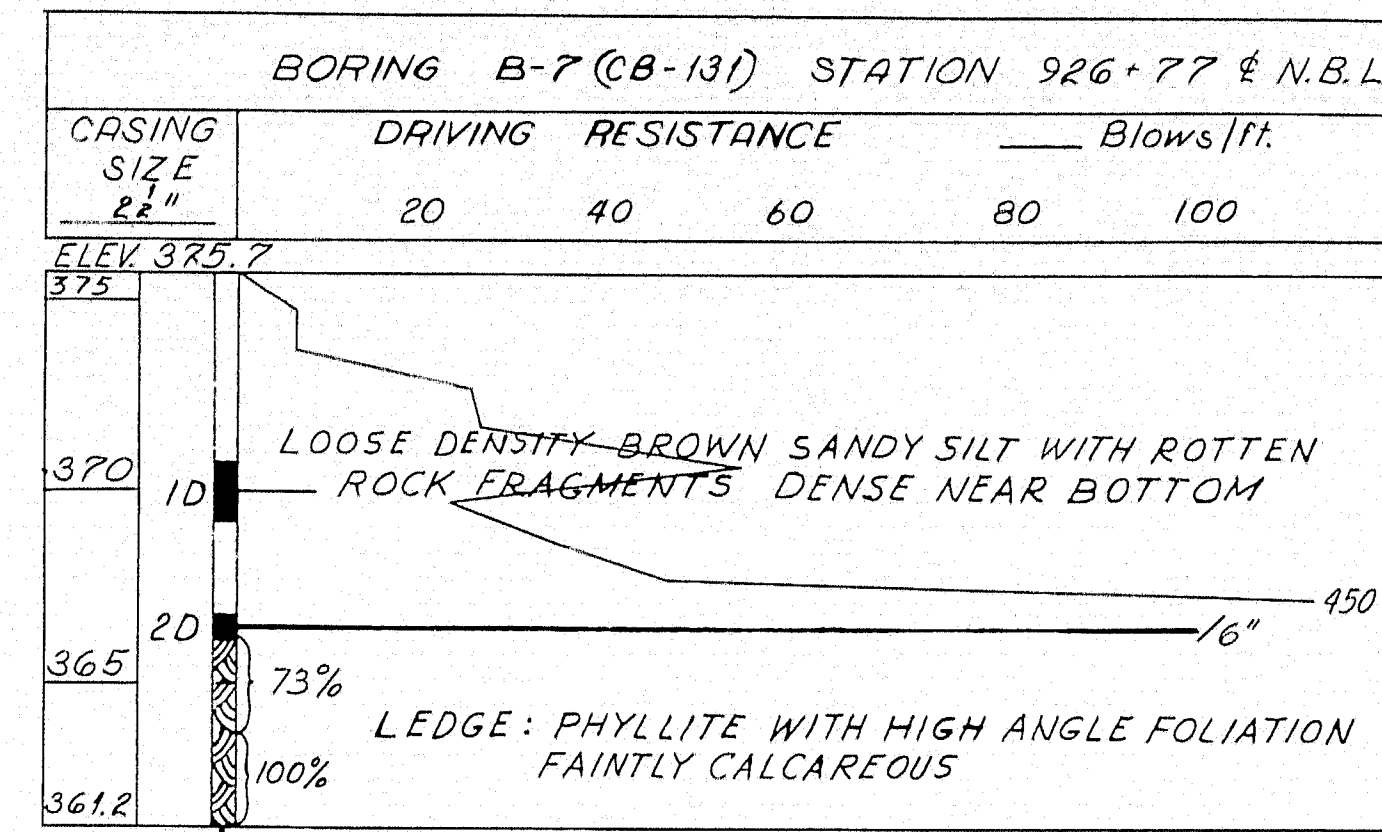 BORING B-7 (CB-131) STATION 926+77 ℄ N.B.L
CASING SIZE 2½"
DRIVING RESISTANCE ___ Blows/ft.
20 40 60 80 100
ELEV. 375.7
375
LOOSE DENSITY BROWN SANDY SILT WITH ROTTEN
370
1D
ROCK FRAGMENTS DENSE NEAR BOTTOM
450
2D
/6"
365
73%
LEDGE: PHYLLITE WITH HIGH ANGLE FOLIATION
FAINTLY CALCAREOUS
100%
361.2